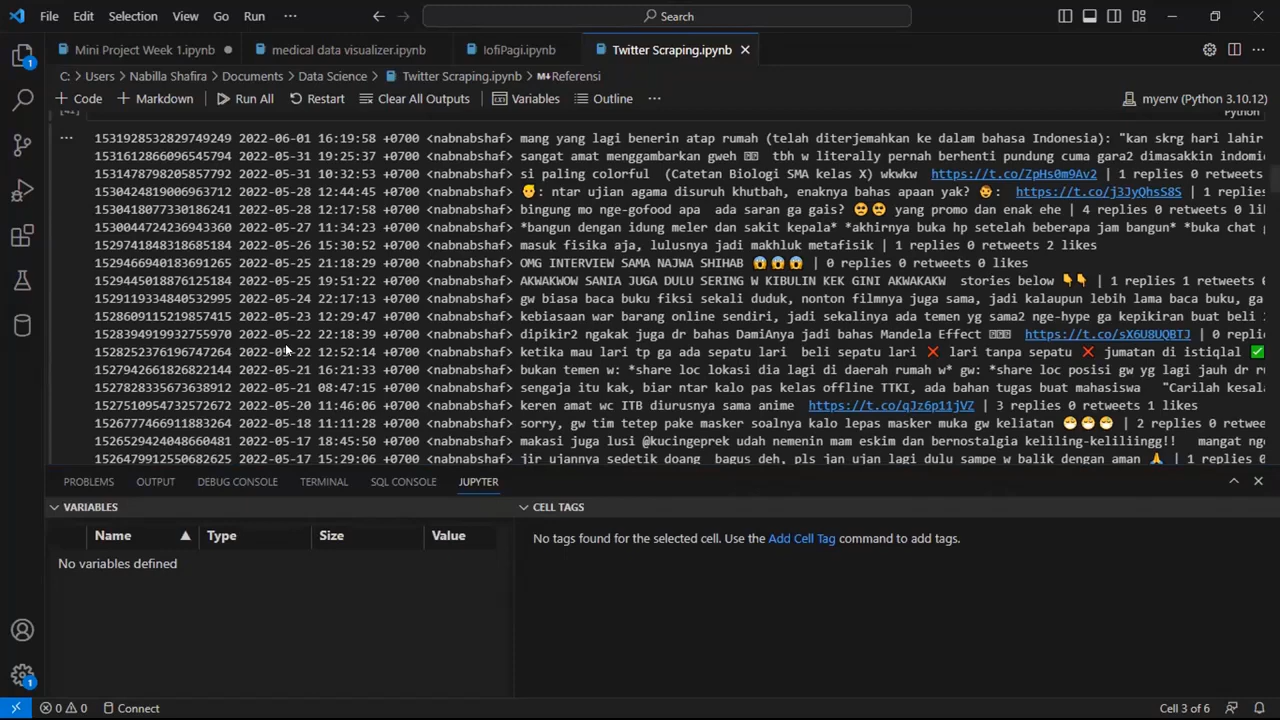 File Edit Selection View Go Run ··· Search
Mini Project Week 1.ipynb medical data visualizer.ipynb IofiPagi.ipynb Twitter Scraping.ipynb
C: > Users > Nabilla Shafira > Documents > Data Science > Twitter Scraping.ipynb > M↓Referensi
+ Code + Markdown Run All Restart Clear All Outputs Variables Outline ··· myenv (Python 3.10.12)
Python
··· 1531928532829749249 2022-06-01 16:19:58 +0700 <nabnabshaf> mang yang lagi benerin atap rumah (telah diterjemahkan ke dalam bahasa Indonesia): "kan skrg hari lahir
1531612866096545794 2022-05-31 19:25:37 +0700 <nabnabshaf> sangat amat menggambarkan gweh tbh w literally pernah berhenti pundung cuma gara2 dimasakkin indomi
1531478798205857792 2022-05-31 10:32:53 +0700 <nabnabshaf> si paling colorful (Catetan Biologi SMA kelas X) wkwkw https://t.co/ZpHs0m9Av2 | 1 replies 0 retweets
1530424819006963712 2022-05-28 12:44:45 +0700 <nabnabshaf> 👴: ntar ujian agama disuruh khutbah, enaknya bahas apaan yak? 👨: https://t.co/j3JyQhsS8S | 1 replies
1530418077330186241 2022-05-28 12:17:58 +0700 <nabnabshaf> bingung mo nge-gofood apa ada saran ga gais? 🥺🥺 yang promo dan enak ehe | 4 replies 0 retweets 0 li
1530044724236943360 2022-05-27 11:34:23 +0700 <nabnabshaf> *bangun dengan idung meler dan sakit kepala* *akhirnya buka hp setelah beberapa jam bangun* *buka chat
1529741848318685184 2022-05-26 15:30:52 +0700 <nabnabshaf> masuk fisika aja, lulusnya jadi makhluk metafisik | 1 replies 0 retweets 2 likes
1529466940183691265 2022-05-25 21:18:29 +0700 <nabnabshaf> OMG INTERVIEW SAMA NAJWA SHIHAB 😱😱😱 | 0 replies 0 retweets 0 likes
1529445018876125184 2022-05-25 19:51:22 +0700 <nabnabshaf> AKWAKWOW SANIA JUGA DULU SERING W KIBULIN KEK GINI AKWAKAKW stories below 👇👇 | 1 replies 1 retweets
1529119334840532995 2022-05-24 22:17:13 +0700 <nabnabshaf> gw biasa baca buku fiksi sekali duduk, nonton filmnya juga sama, jadi kalaupun lebih lama baca buku, ga
1528609115219857415 2022-05-23 12:29:47 +0700 <nabnabshaf> kebiasaan war barang online sendiri, jadi sekalinya ada temen yg sama2 nge-hype ga kepikiran buat titip
1528394919932755970 2022-05-22 22:18:39 +0700 <nabnabshaf> dipikir2 ngakak juga dr bahas DamiAnya jadi bahas Mandela Effect https://t.co/sX6U8UQBTJ | 0 repli
1528252376196747264 2022-05-22 12:52:14 +0700 <nabnabshaf> ketika mau lari tp ga ada sepatu lari beli sepatu lari ❌ lari tanpa sepatu ❌ jumatan di istiqlal ✅
1527942661826822144 2022-05-21 16:21:33 +0700 <nabnabshaf> bukan temen w: *share loc lokasi dia lagi di daerah rumah w* gw: *share loc posisi gw yg lagi jauh dr ru
1527828335673638912 2022-05-21 08:47:15 +0700 <nabnabshaf> sengaja itu kak, biar ntar kalo pas kelas offline TTKI, ada bahan tugas buat mahasiswa "Carilah kesala
1527510954732572672 2022-05-20 11:46:06 +0700 <nabnabshaf> keren amat wc ITB diurusnya sama anime https://t.co/qJz6p11jVZ | 3 replies 0 retweets 1 likes
1526777466911883264 2022-05-18 11:11:28 +0700 <nabnabshaf> sorry, gw tim tetep pake masker soalnya kalo lepas masker muka gw keliatan 😷😷😷 | 2 replies 0 retweets
1526529424048660481 2022-05-17 18:45:50 +0700 <nabnabshaf> makasi juga lusi @kucingeprek udah nemenin mam eskim dan bernostalgia keliling-keliliingg!! mangat ng
1526479912550682625 2022-05-17 15:29:06 +0700 <nabnabshaf> jir ujannya sedetik doang bagus deh, pls jan ujan lagi dulu sampe w balik dengan aman 🙏 | 1 replies 0
PROBLEMS OUTPUT DEBUG CONSOLE TERMINAL SQL CONSOLE JUPYTER
VARIABLES CELL TAGS
Name Type Size Value
No variables defined
No tags found for the selected cell. Use the Add Cell Tag command to add tags.
0 0 Connect Cell 3 of 6